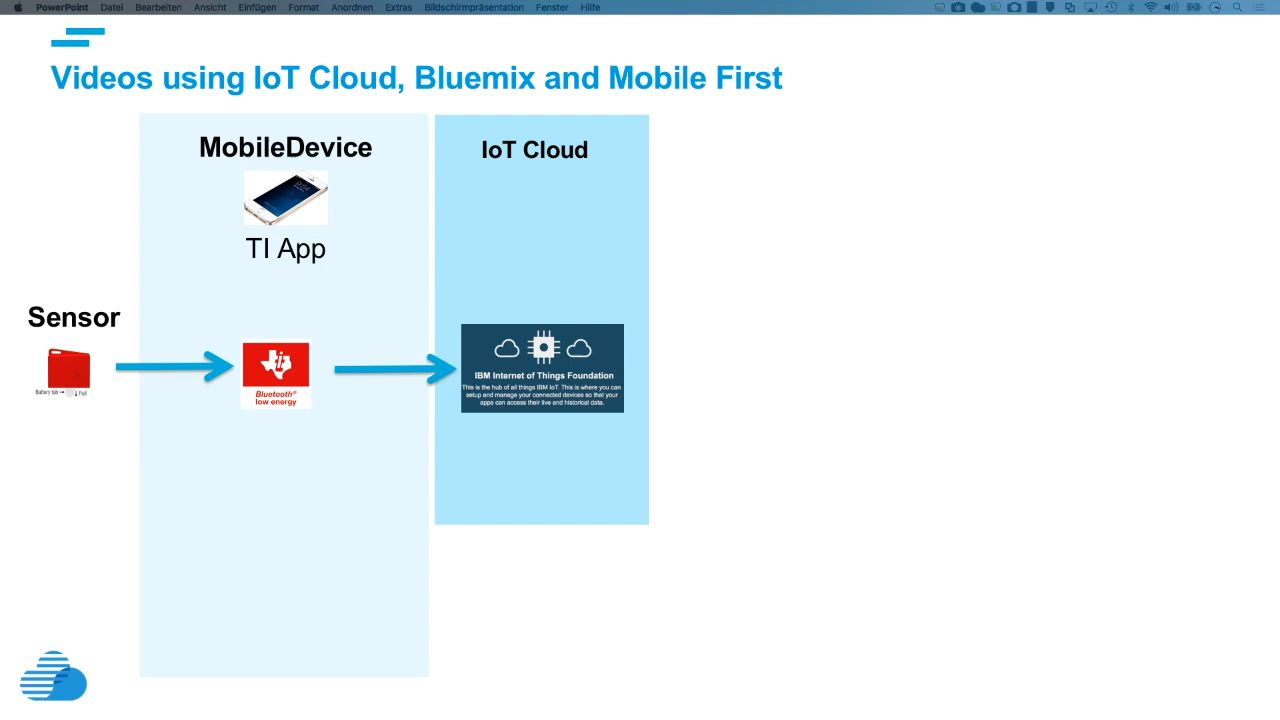 PowerPoint Datei Bearbeiten Ansicht Einfügen Format Anordnen Extras Bildschirmpräsentation Fenster Hilfe
Videos using IoT Cloud, Bluemix and Mobile First
MobileDevice
TI App
IoT Cloud
Sensor
Battery tab
Pull
Bluetooth®
low energy
IBM Internet of Things Foundation
This is the hub of all things IBM IoT. This is where you can
setup and manage your connected devices so that your
apps can access their live and historical data.